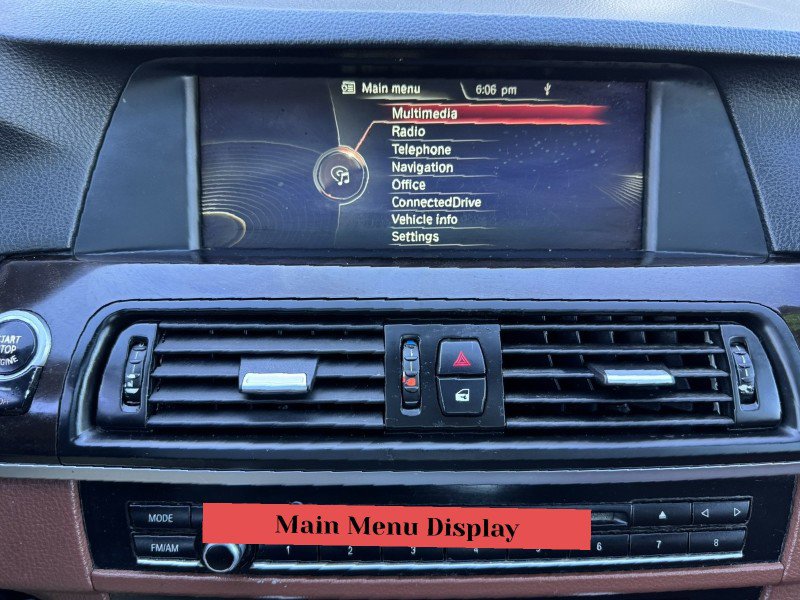 Main menu 6:06 pm
Multimedia
Radio
Telephone
Navigation
Office
ConnectedDrive
Vehicle info
Settings
START
STOP
ENGINE
MODE
Main Menu Display
FM/AM 1 2 3 4 5 6 7 8